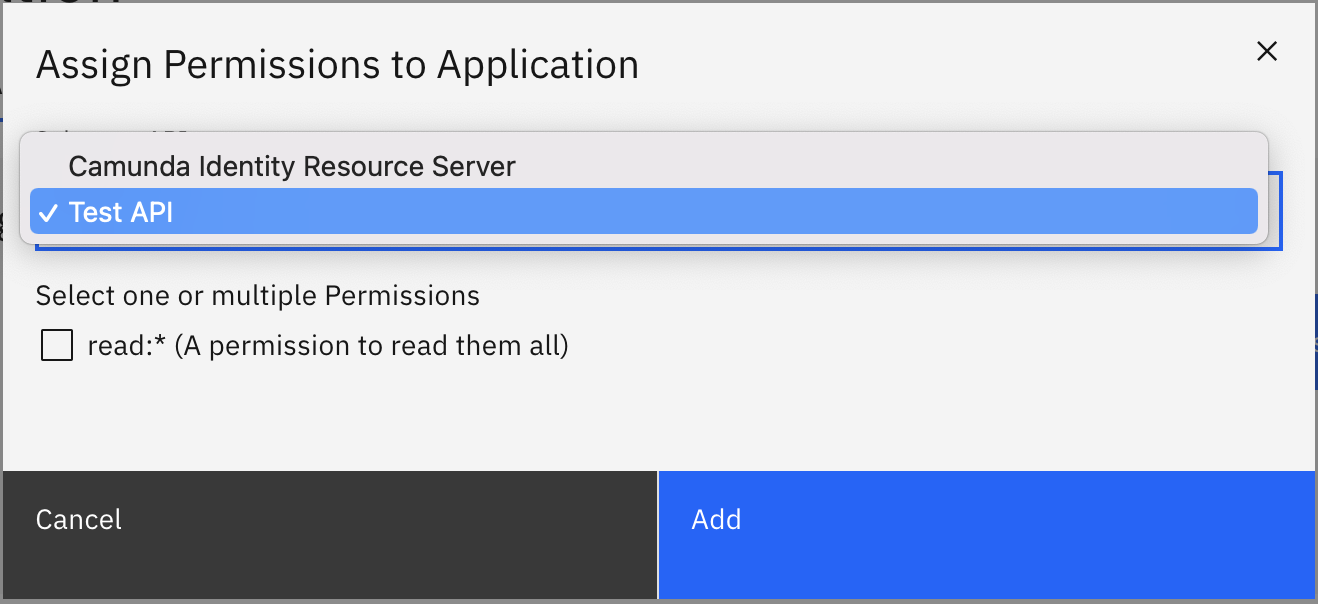 Assign Permissions to Application
Camunda Identity Resource Server
Test API
Select one or multiple Permissions
read:* (A permission to read them all)
Cancel
Add